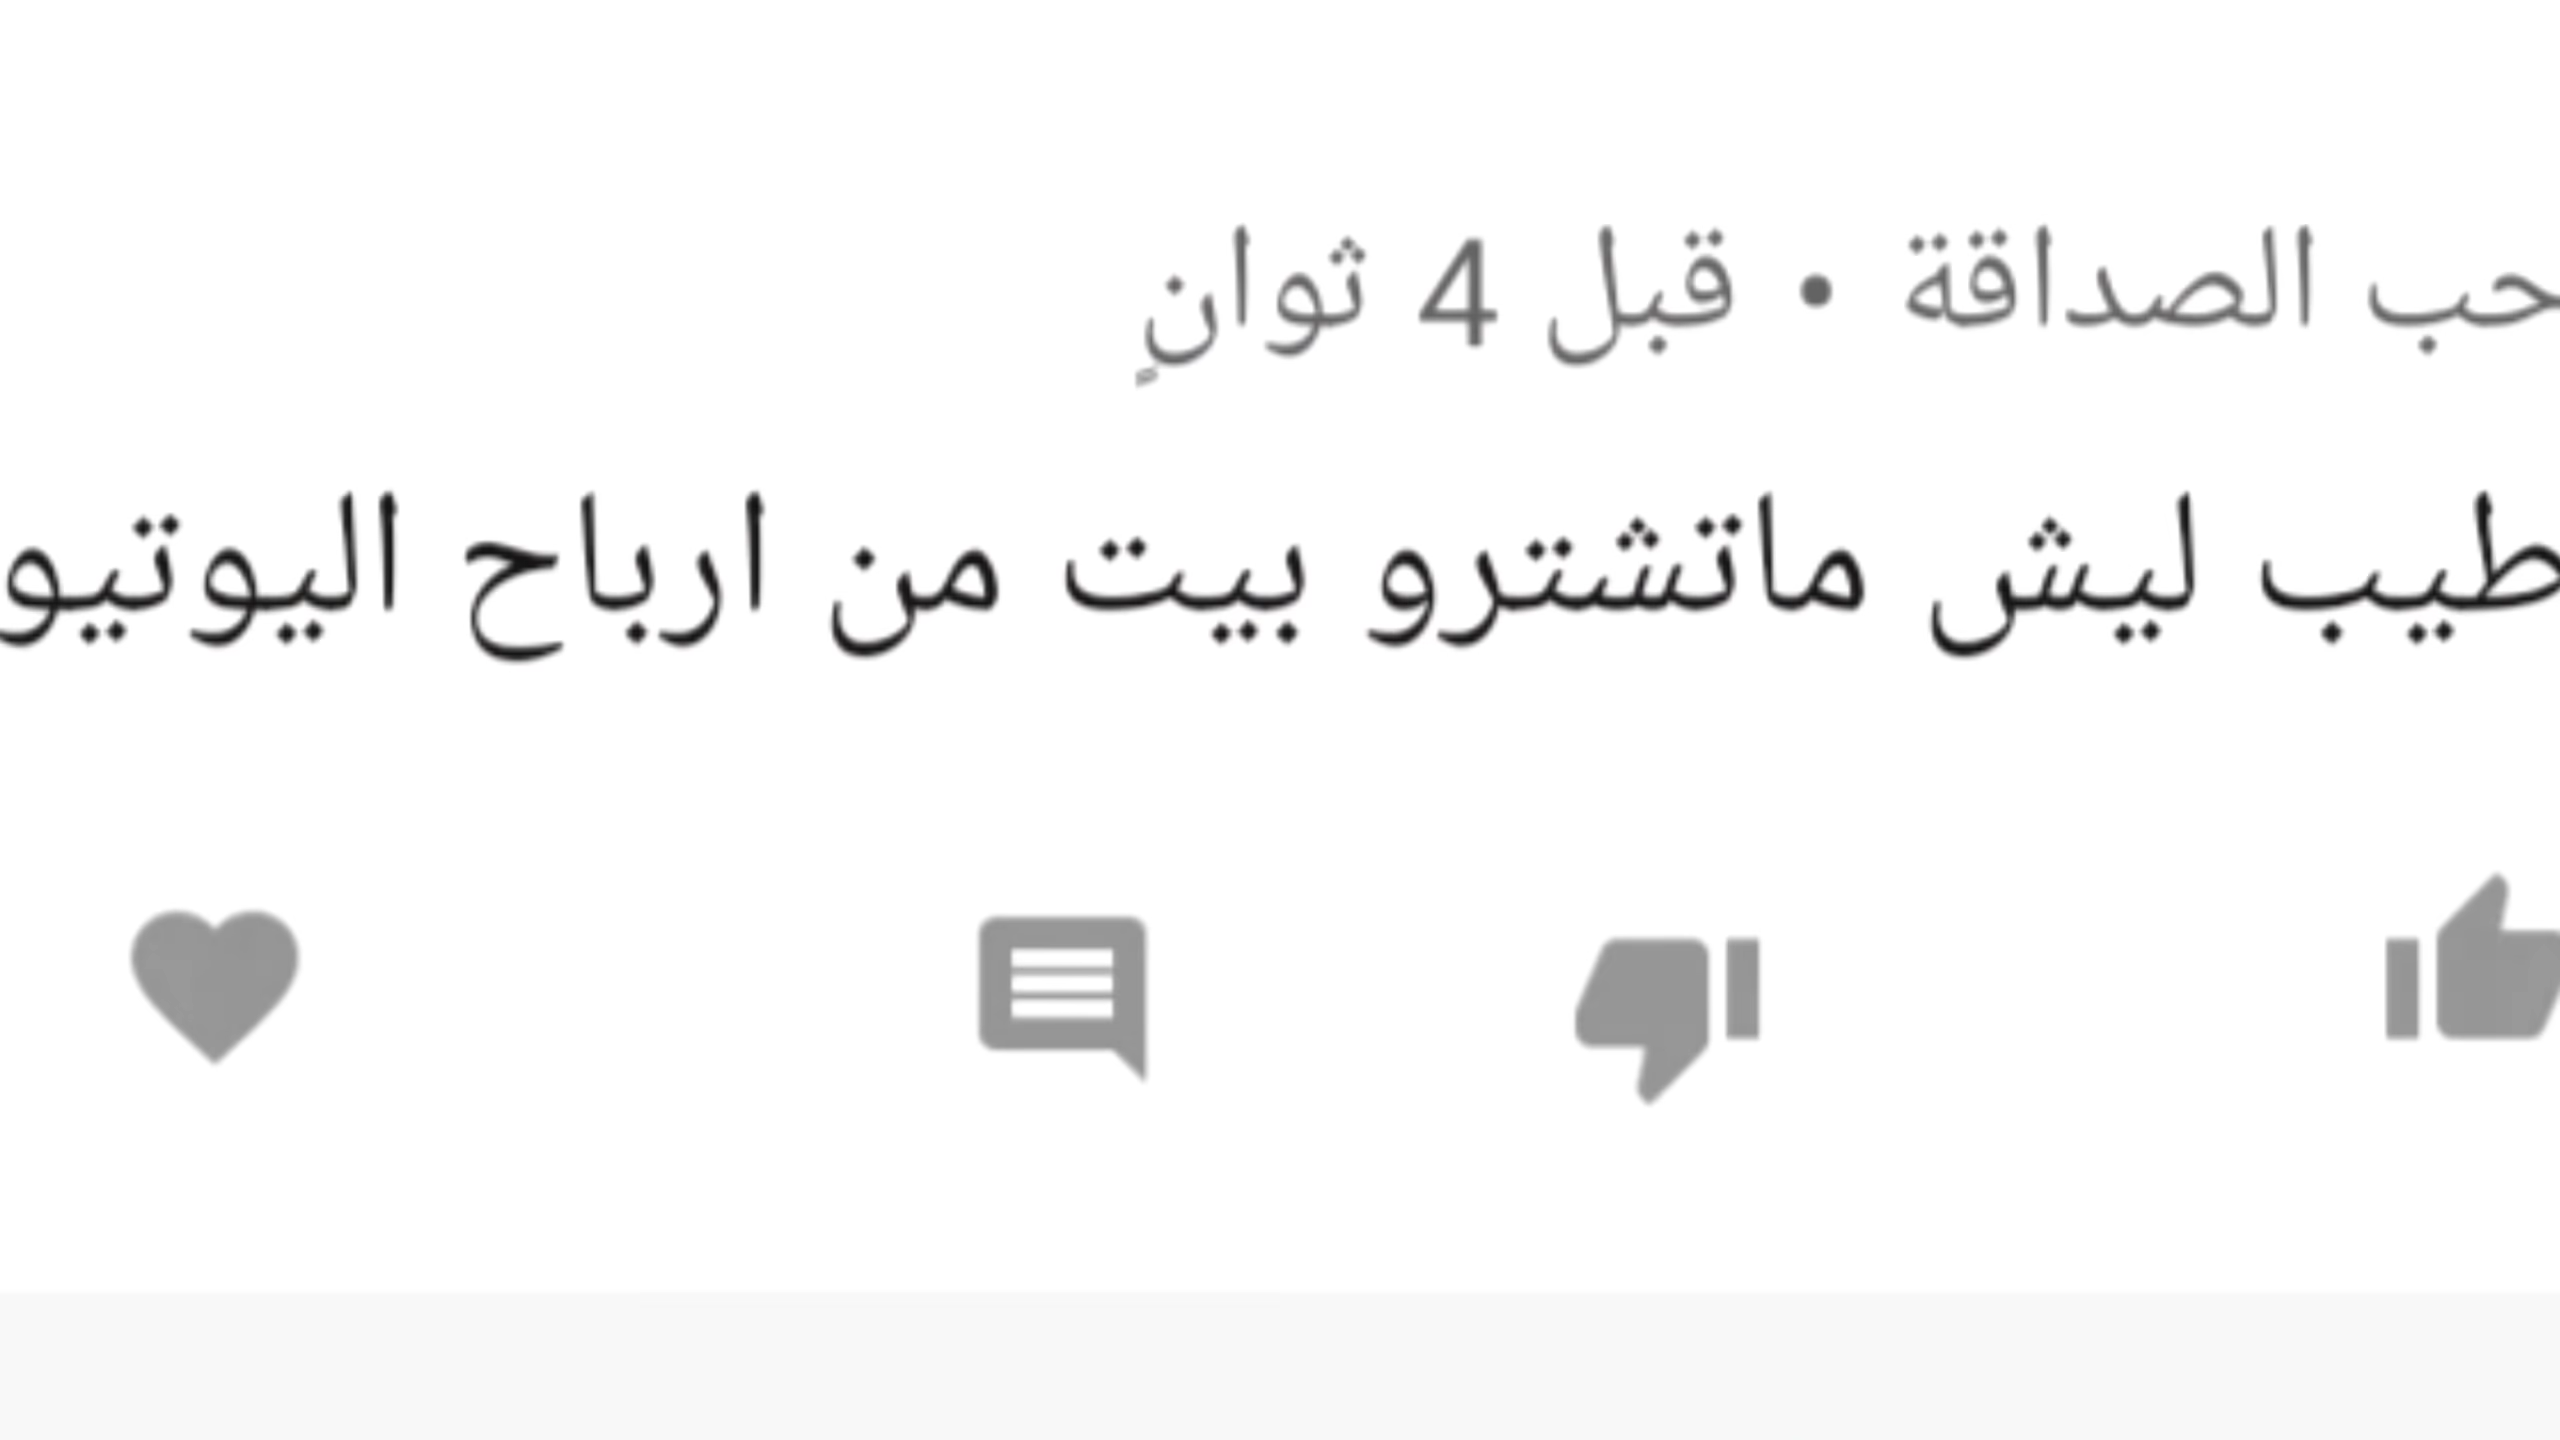 حب الصداقة • قبل 4 ثوانٍ
طيب ليش ماتشترو بيت من ارباح اليوتيو